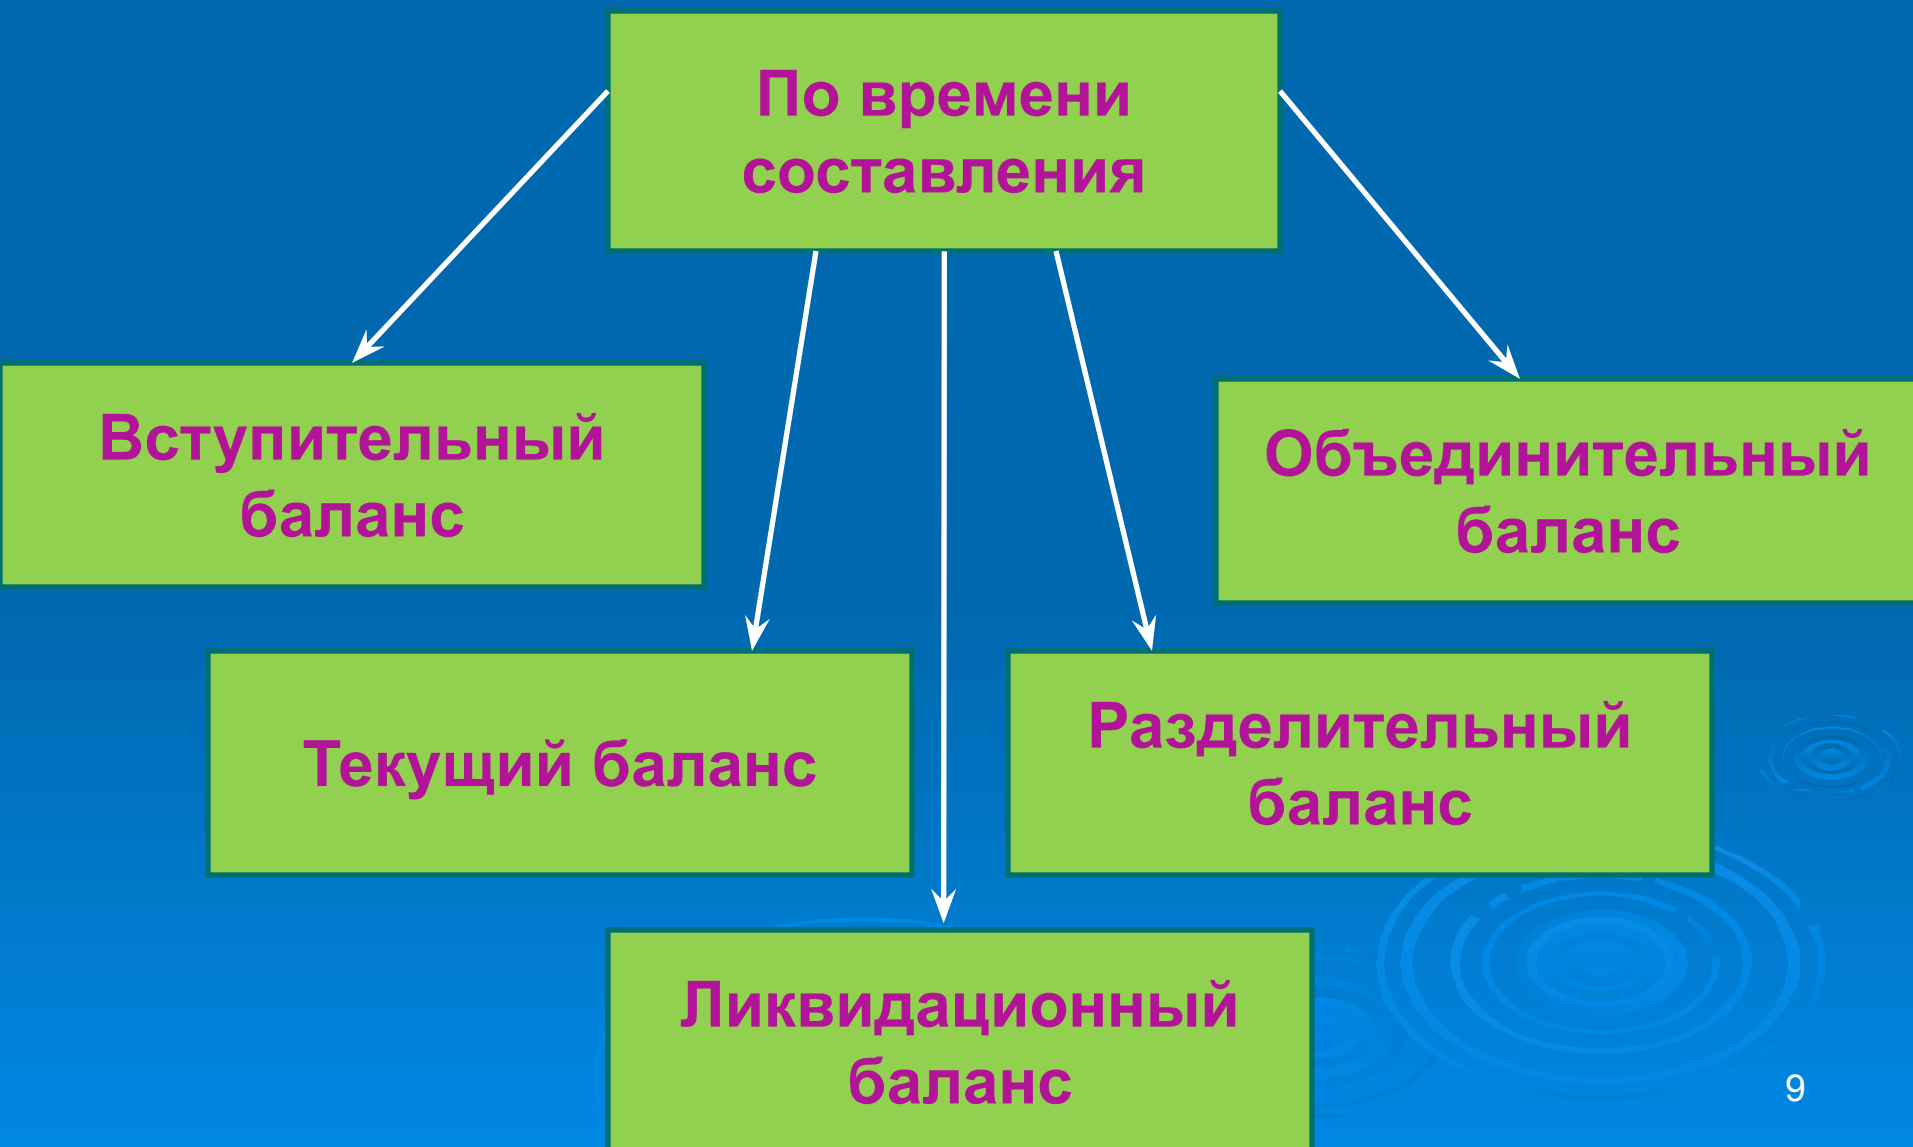 По времени
составления
Вступительный
баланс
Объединительный
баланс
Текущий баланс
Разделительный
баланс
Ликвидационный
баланс
9